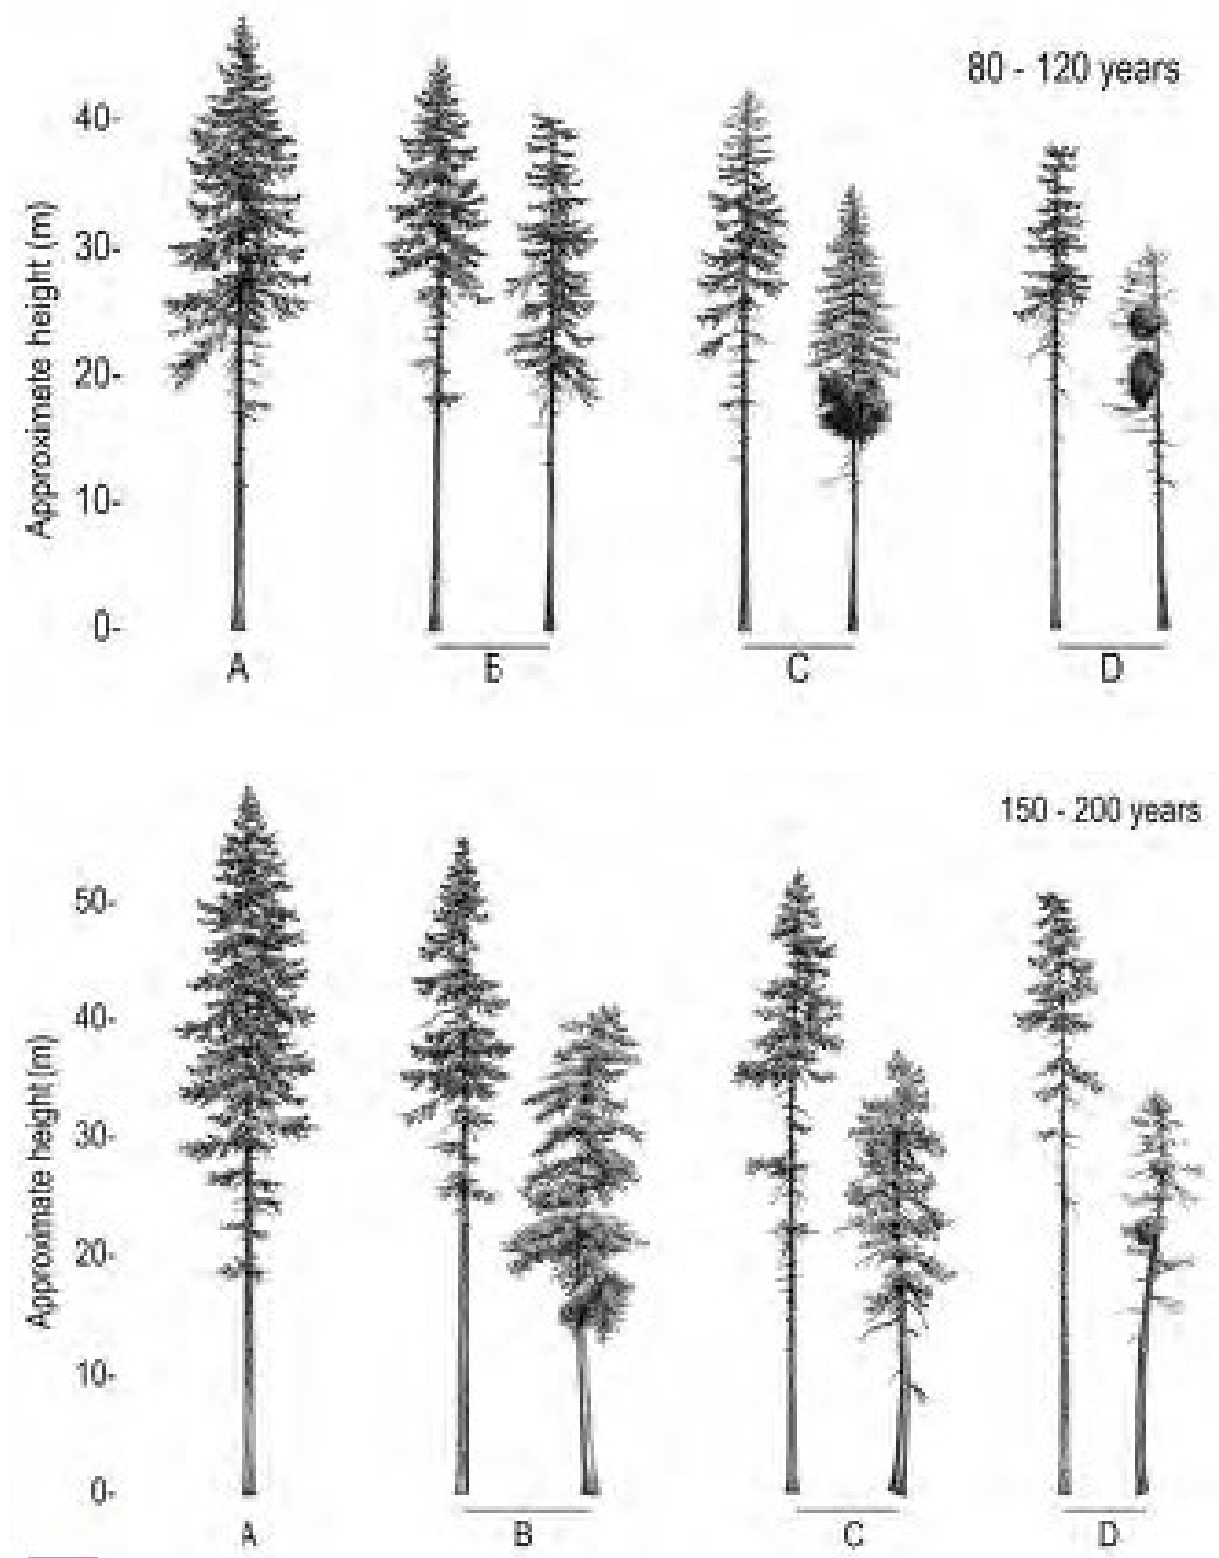 80 - 120 years
Approximate height (m)
40-
30-
20-
10-
0-
A
B
C
D
150 - 200 years
Approximate height (m)
50-
40-
30-
20-
10-
0-
A
B
C
D